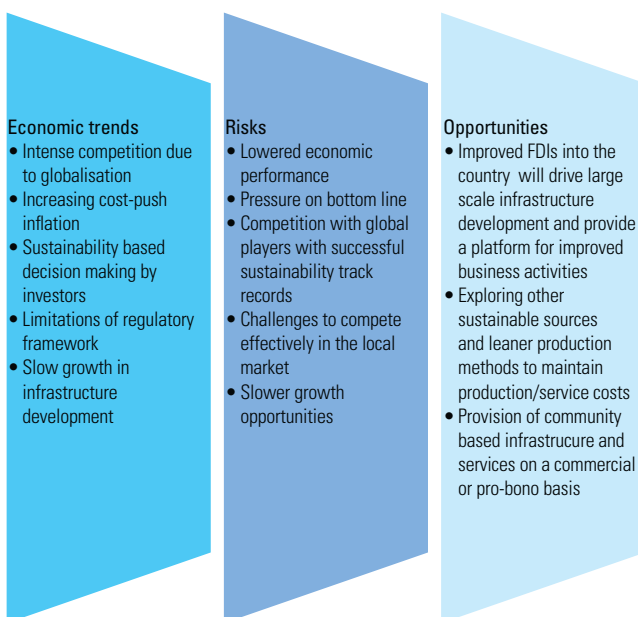 Economic trends
• Intense competition due
to globalisation
• Increasing cost-push
inflation
• Sustainability based
decision making by
investors
• Limitations of regulatory
framework
• Slow growth in
infrastructure
development
Risks
• Lowered economic
performance
• Pressure on bottom line
• Competition with global
players with successful
sustainability track
records
• Challenges to compete
effectively in the local
market
• Slower growth
opportunities
Opportunities
• Improved FDIs into the
country will drive large
scale infrastructure
development and provide
a platform for improved
business activities
• Exploring other
sustainable sources
and leaner production
methods to maintain
production/service costs
• Provision of community
based infrastrucure and
services on a commercial
or pro-bono basis